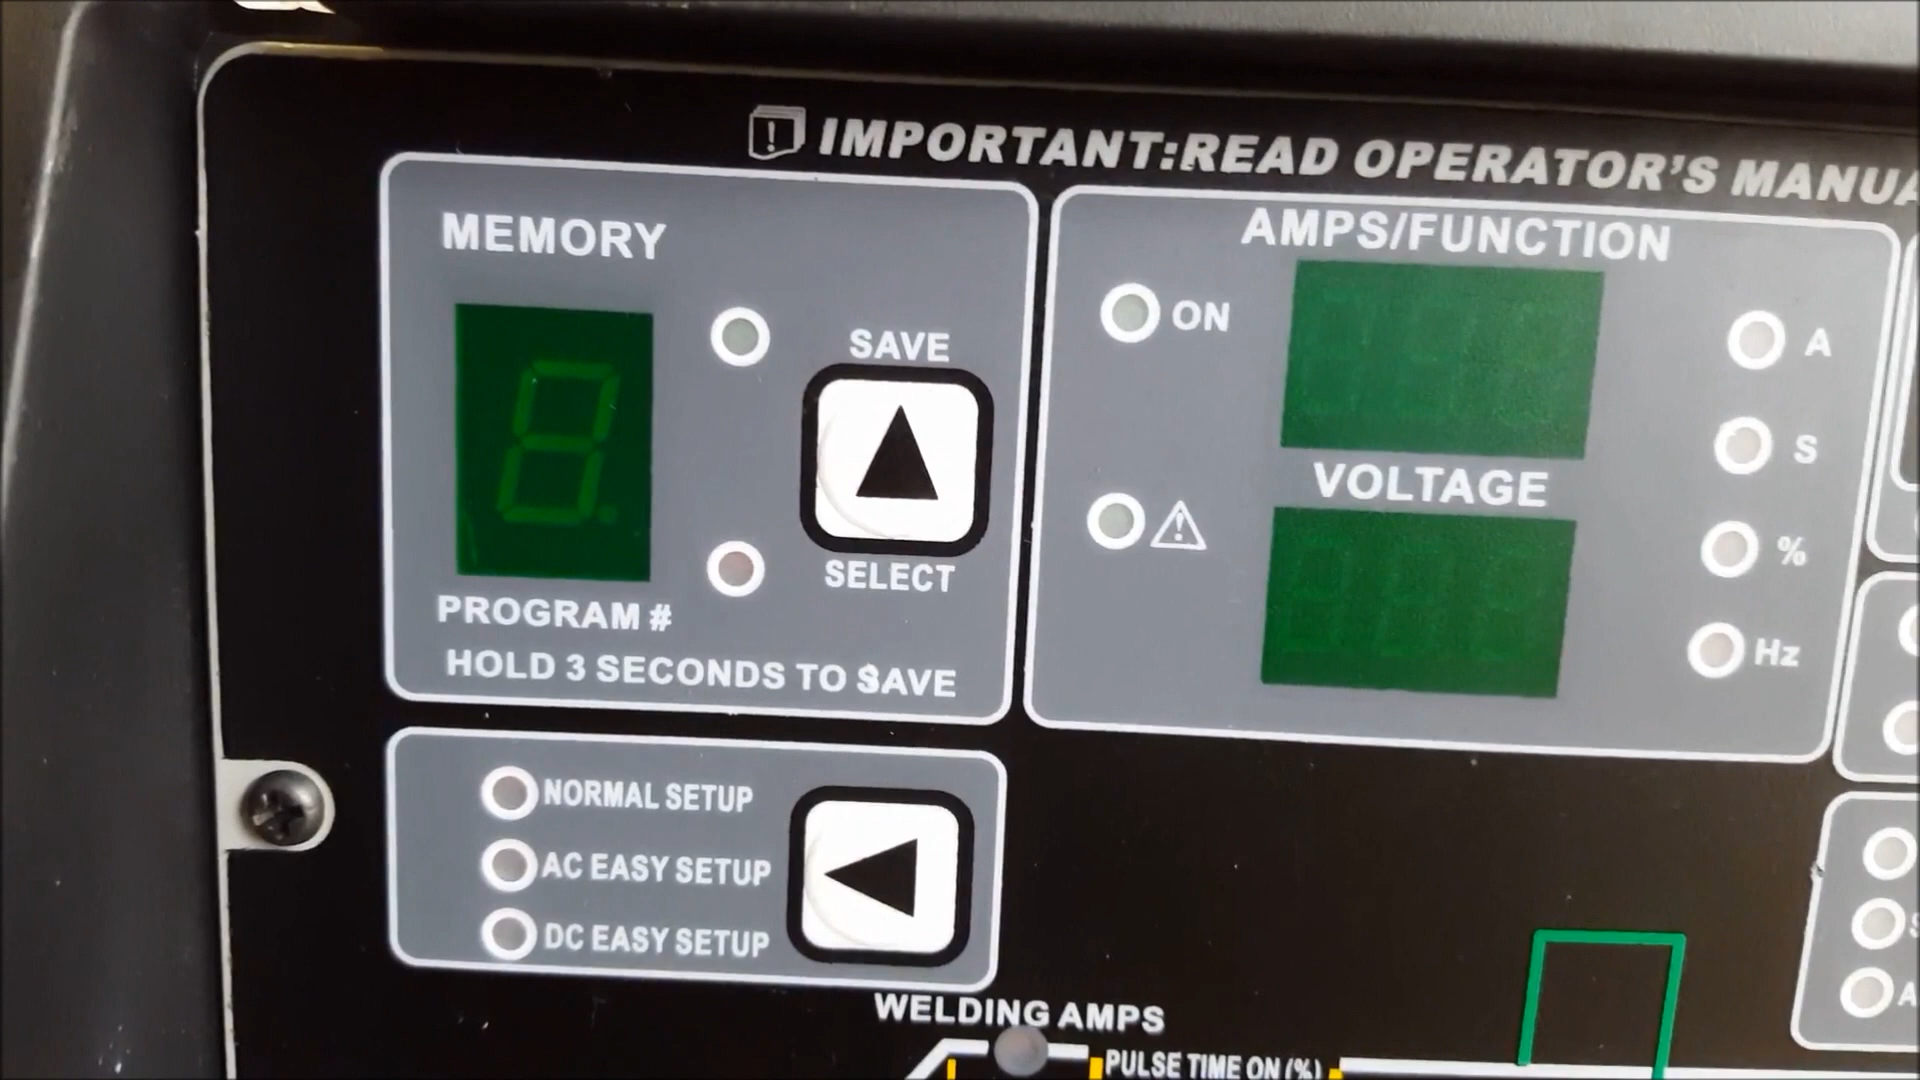 IMPORTANT:READ OPERATOR'S
MEMORY
SAVE
SELECT
PROGRAM #
HOLD 3 SECONDS TO SAVE
AMPS/FUNCTION
ON
VOLTAGE
A
S
%
Hz
NORMAL SETUP
AC EASY SETUP
DC EASY SETUP
WELDING AMPS
PULSE TIME ON (%)